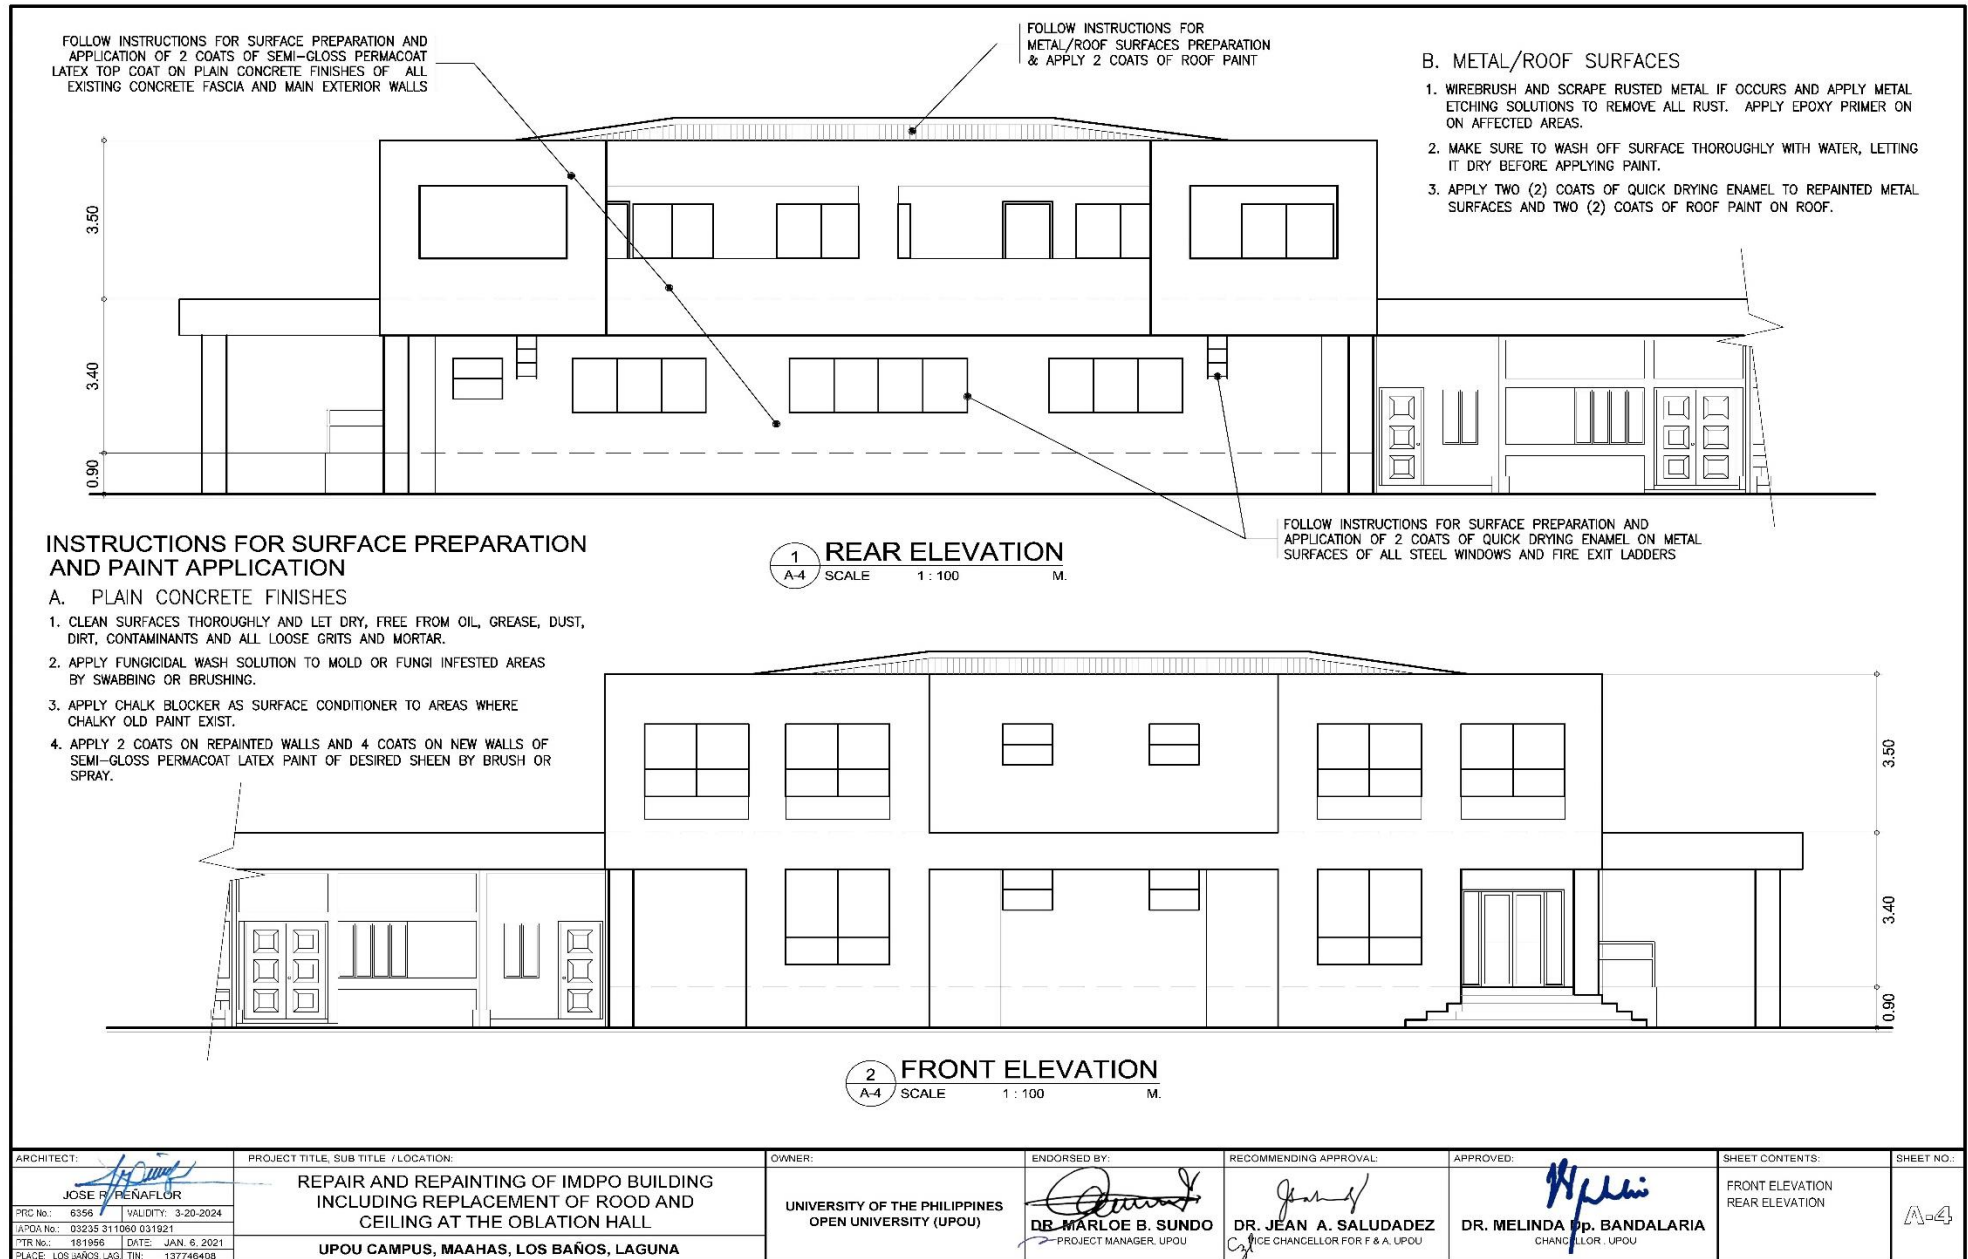 FOLLOW INSTRUCTIONS FOR SURFACE PREPARATION AND
APPLICATION OF 2 COATS OF SEMI-GLOSS PERMACOAT
LATEX TOP COAT ON PLAIN CONCRETE FINISHES OF ALL
EXISTING CONCRETE FASCIA AND MAIN EXTERIOR WALLS
FOLLOW INSTRUCTIONS FOR
METAL/ROOF SURFACES PREPARATION
& APPLY 2 COATS OF ROOF PAINT
B. METAL/ROOF SURFACES
1. WIREBRUSH AND SCRAPE RUSTED METAL IF OCCURS AND APPLY METAL
ETCHING SOLUTIONS TO REMOVE ALL RUST. APPLY EPOXY PRIMER ON
ON AFFECTED AREAS.
2. MAKE SURE TO WASH OFF SURFACE THOROUGHLY WITH WATER, LETTING
IT DRY BEFORE APPLYING PAINT.
3. APPLY TWO (2) COATS OF QUICK DRYING ENAMEL TO REPAINTED METAL
SURFACES AND TWO (2) COATS OF ROOF PAINT ON ROOF.
3.50
3.40
0.90
FOLLOW INSTRUCTIONS FOR SURFACE PREPARATION AND
APPLICATION OF 2 COATS OF QUICK DRYING ENAMEL ON METAL
SURFACES OF ALL STEEL WINDOWS AND FIRE EXIT LADDERS
1
A-4
REAR ELEVATION
SCALE 1 : 100 M.
INSTRUCTIONS FOR SURFACE PREPARATION
AND PAINT APPLICATION
A. PLAIN CONCRETE FINISHES
1. CLEAN SURFACES THOROUGHLY AND LET DRY, FREE FROM OIL, GREASE, DUST,
DIRT, CONTAMINANTS AND ALL LOOSE GRITS AND MORTAR.
2. APPLY FUNGICIDAL WASH SOLUTION TO MOLD OR FUNGI INFESTED AREAS
BY SWABBING OR BRUSHING.
3. APPLY CHALK BLOCKER AS SURFACE CONDITIONER TO AREAS WHERE
CHALKY OLD PAINT EXIST.
4. APPLY 2 COATS ON REPAINTED WALLS AND 4 COATS ON NEW WALLS OF
SEMI-GLOSS PERMACOAT LATEX PAINT OF DESIRED SHEEN BY BRUSH OR
SPRAY.
3.50
3.40
0.90
2
A-4
FRONT ELEVATION
SCALE 1 : 100 M.
ARCHITECT:
JOSE R. PEÑAFLOR
PRC No.: 6356 VALIDITY: 3-20-2024
IAPOA No.: 03235 311060 031921
PTR No.: 181956 DATE: JAN. 6, 2021
PLACE: LOS BAÑOS, LAG. TIN: 137746408
PROJECT TITLE, SUB TITLE / LOCATION:
REPAIR AND REPAINTING OF IMDPO BUILDING
INCLUDING REPLACEMENT OF ROOD AND
CEILING AT THE OBLATION HALL
UPOU CAMPUS, MAAHAS, LOS BAÑOS, LAGUNA
OWNER:
UNIVERSITY OF THE PHILIPPINES
OPEN UNIVERSITY (UPOU)
ENDORSED BY:
DR. MARLOE B. SUNDO
PROJECT MANAGER, UPOU
RECOMMENDING APPROVAL:
DR. JEAN A. SALUDADEZ
VICE CHANCELLOR FOR F & A, UPOU
APPROVED:
DR. MELINDA Dp. BANDALARIA
CHANCELLOR, UPOU
SHEET CONTENTS:
FRONT ELEVATION
REAR ELEVATION
SHEET NO.:
A-4